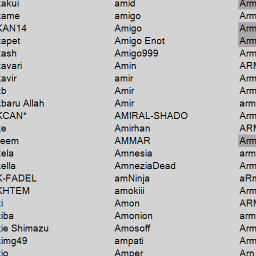 akui amid Arm
ame amigo Arm
KAN14 Amigo Arm
apet Amigo Enot Arm
ash Amigo999 Arm
avari Amin ARM
avir amir Arm
b Amir Arm
baru Allah Amir arm
KCAN* AMIRAL-SHADO Arm
e Amirhan ARM
eem AMMAR Arm
ela Amnesia arm
ella AmneziaDead Arm
K-FADEL amNinja aRm
KHTEM amokiii Arm
i Amon ARM
iba Amonion arm
ie Shimazu Amosoff Arm
img49 ampati Arm
io Amper Arn